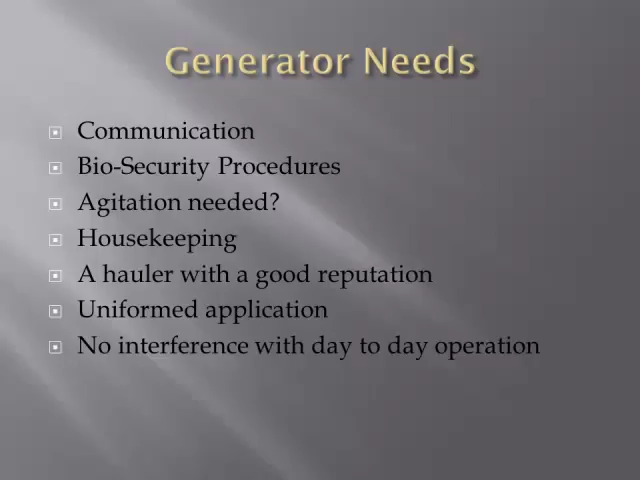 Generator Needs
Communication
Bio-Security Procedures
Agitation needed?
Housekeeping
A hauler with a good reputation
Uniformed application
No interference with day to day operation